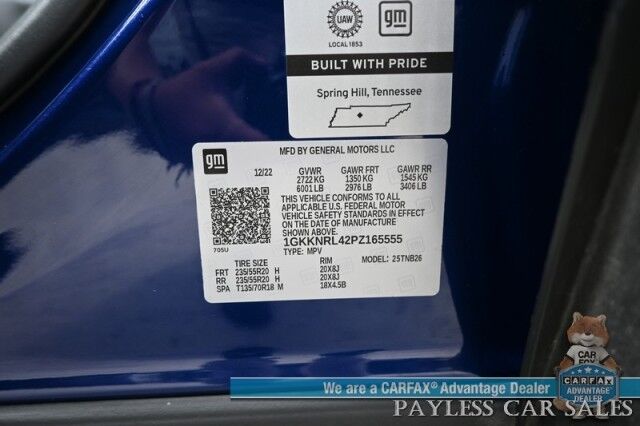 UAW
gm
LOCAL 1853
BUILT WITH PRIDE
Spring Hill, Tennessee
gm
MFD BY GENERAL MOTORS LLC
12/22 GVWR GAWR FRT GAWR RR
2722 KG 1350 KG 1545 KG
6001 LB 2976 LB 3406 LB
THIS VEHICLE CONFORMS TO ALL
APPLICABLE U.S. FEDERAL MOTOR
VEHICLE SAFETY STANDARDS IN EFFECT
ON THE DATE OF MANUFACTURE
SHOWN ABOVE.
705U
1GKKNRL42PZ165555
TYPE: MPV MODEL: 25TNB26
TIRE SIZE RIM
FRT 235/55R20 H 20X8J
RR 235/55R20 H 20X8J
SPA T135/70R18 M 18X4.5B
We are a CARFAX® Advantage Dealer
PAYLESS CAR SALES
CAR
FOX
CARFAX
ADVANTAGE
DEALER